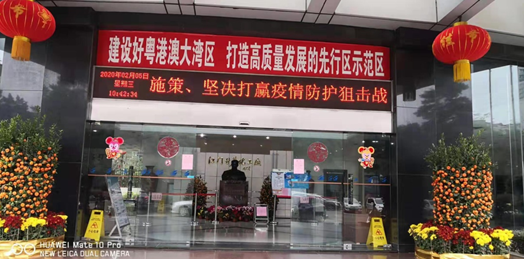 建设好粤港澳大湾区 打造高质量发展的先行区示范区
2020年02月05日
星期三
10:42:34
施策、坚决打赢疫情防护狙击战
HUAWEI Mate 10 Pro
NEW LEICA DUAL CAMERA